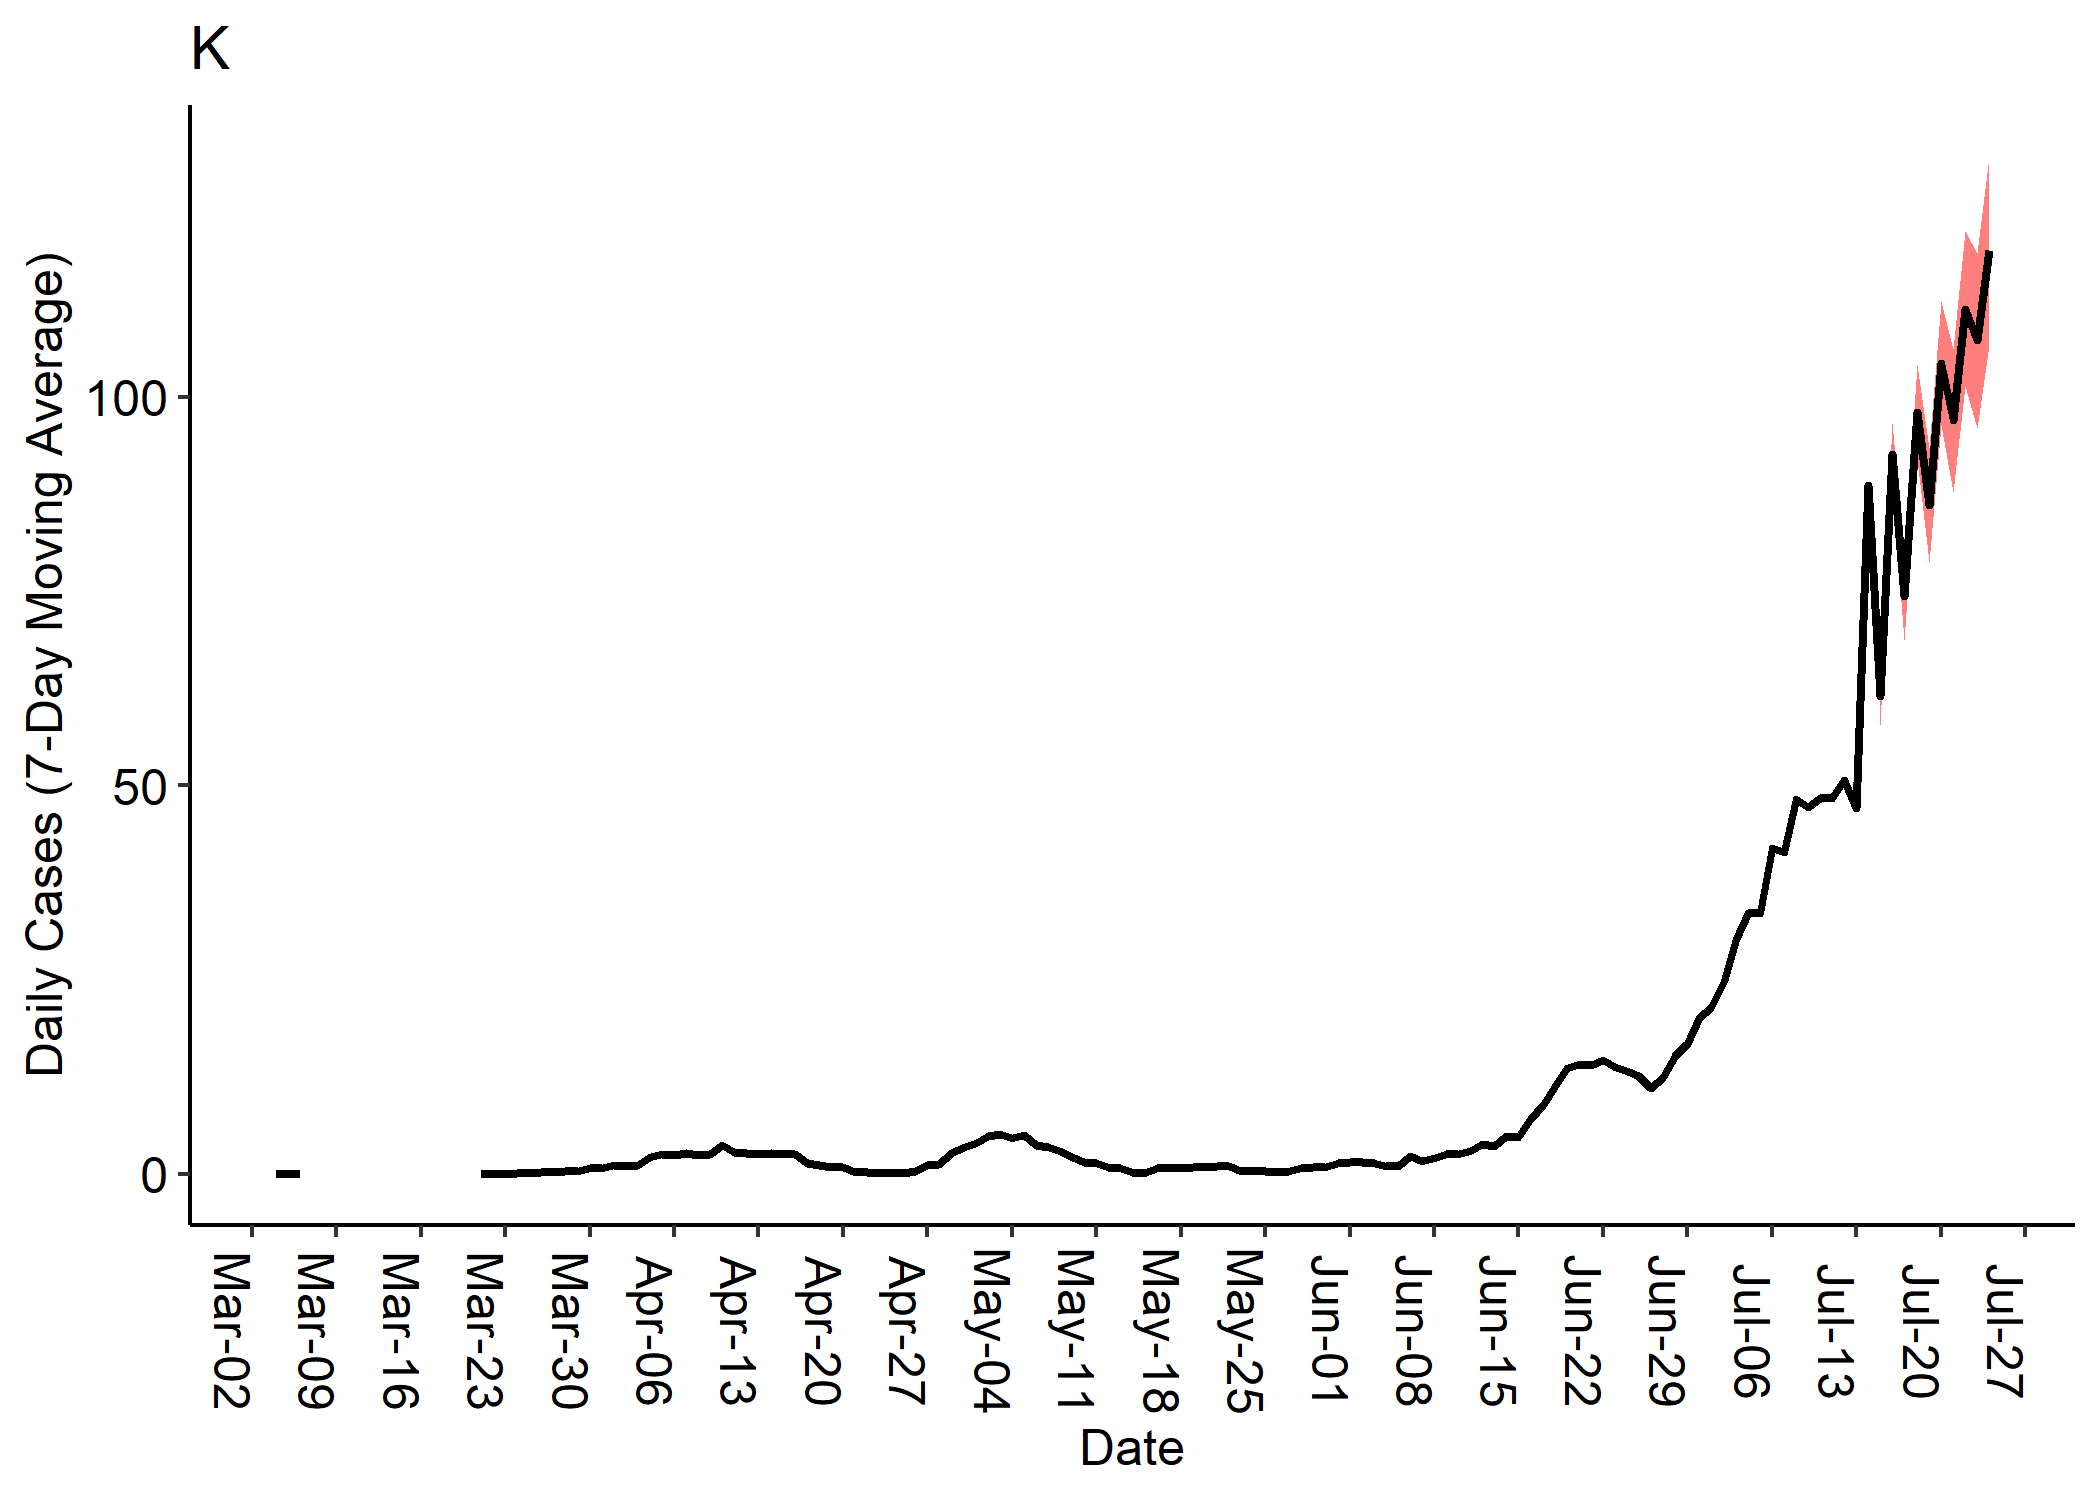 K
Daily Cases (7-Day Moving Average)
100
50
0
Mar-02
Mar-09
Mar-16
Mar-23
Mar-30
Apr-06
Apr-13
Apr-20
Apr-27
May-04
May-11
May-18
May-25
Jun-01
Jun-08
Jun-15
Jun-22
Jun-29
Jul-06
Jul-13
Jul-20
Jul-27
Date